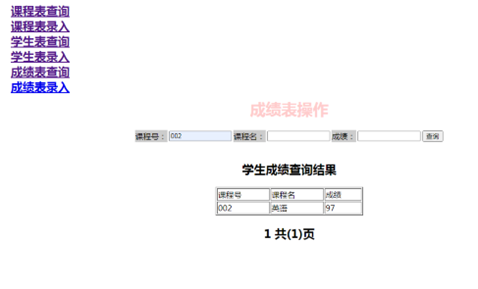 课程表查询
课程表录入
学生表查询
学生表录入
成绩表查询
成绩表录入
成绩表操作
课程号： 002 课程名： 成绩： 查询
学生成绩查询结果
课程号 课程名 成绩
002 英语 97
1 共(1)页